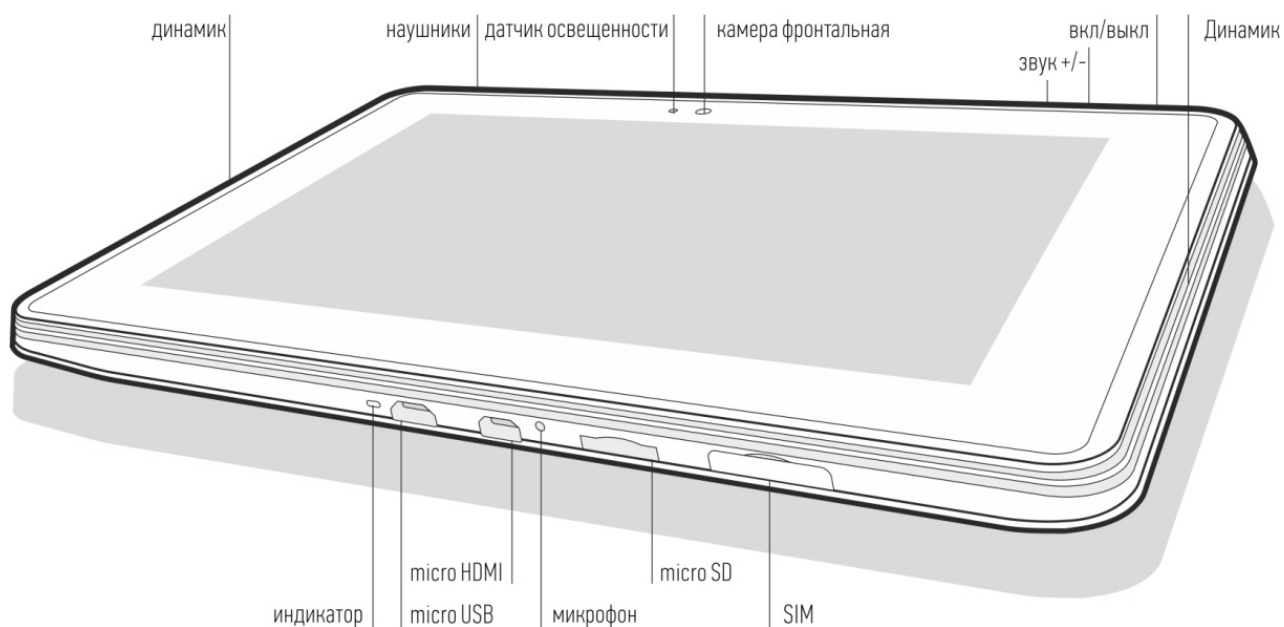 динамик наушники датчик освещенности камера фронтальная вкл/выкл Динамик
звук +/-
micro HDMI micro SD
индикатор micro USB микрофон SIM